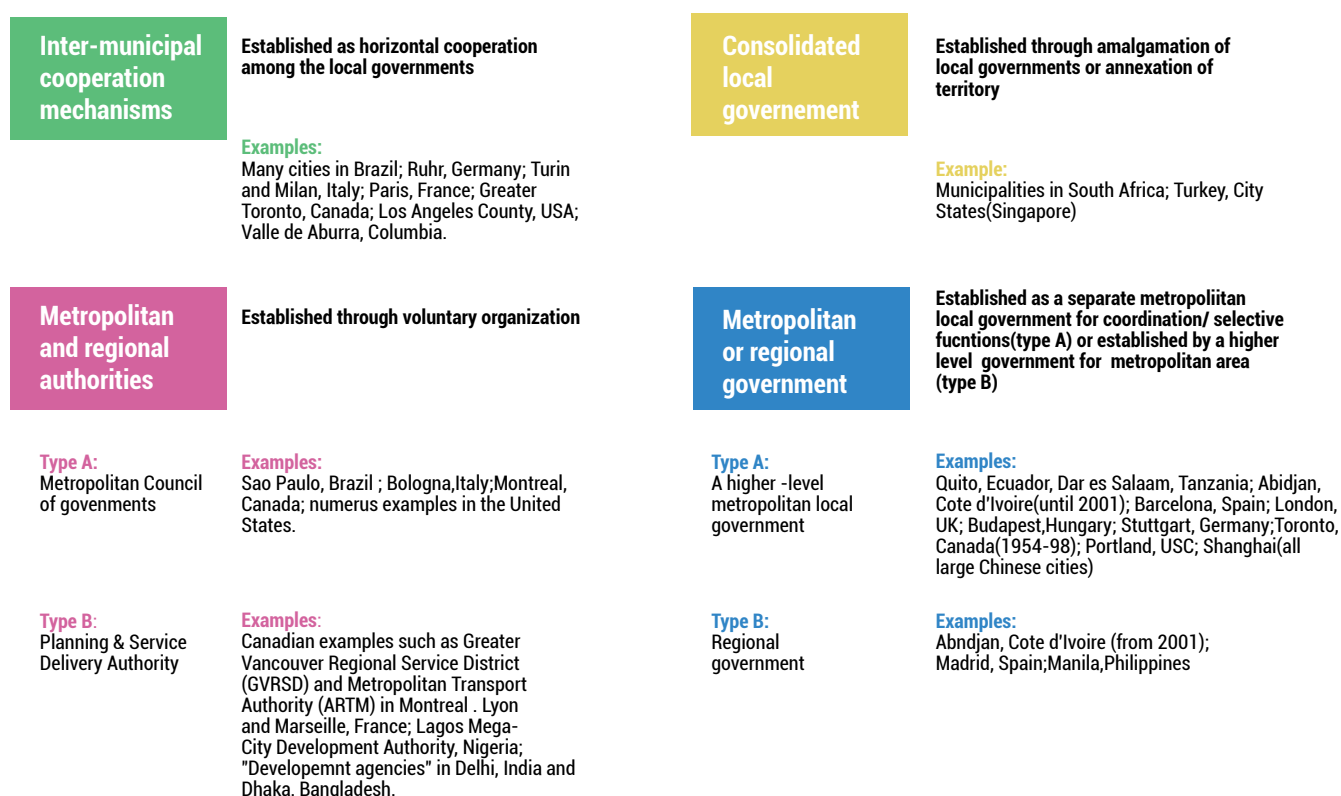 Inter-municipal
cooperation
mechanisms
Established as horizontal cooperation
among the local governments
Examples:
Many cities in Brazil; Ruhr, Germany; Turin
and Milan, Italy; Paris, France; Greater
Toronto, Canada; Los Angeles County, USA;
Valle de Aburra, Columbia.
Consolidated
local
governement
Established through amalgamation of
local governments or annexation of
territory
Example:
Municipalities in South Africa; Turkey, City
States(Singapore)
Metropolitan
and regional
authorities
Established through voluntary organization
Type A:
Metropolitan Council
of govenments
Examples:
Sao Paulo, Brazil ; Bologna,Italy;Montreal,
Canada; numerus examples in the United
States.
Type B:
Planning & Service
Delivery Authority
Examples:
Canadian examples such as Greater
Vancouver Regional Service District
(GVRSD) and Metropolitan Transport
Authority (ARTM) in Montreal . Lyon
and Marseille, France; Lagos Mega-
City Development Authority, Nigeria;
"Developemnt agencies" in Delhi, India and
Dhaka, Bangladesh.
Metropolitan
or regional
government
Established as a separate metropoliitan
local government for coordination/ selective
fucntions(type A) or established by a higher
level  government for  metropolitan area
(type B)
Type A:
A higher -level
metropolitan local
government
Examples:
Quito, Ecuador, Dar es Salaam, Tanzania; Abidjan,
Cote d'Ivoire(until 2001); Barcelona, Spain; London,
UK; Budapest,Hungary; Stuttgart, Germany;Toronto,
Canada(1954-98); Portland, USC; Shanghai(all
large Chinese cities)
Type B:
Regional
government
Examples:
Abndjan, Cote d'Ivoire (from 2001);
Madrid, Spain;Manila,Philippines